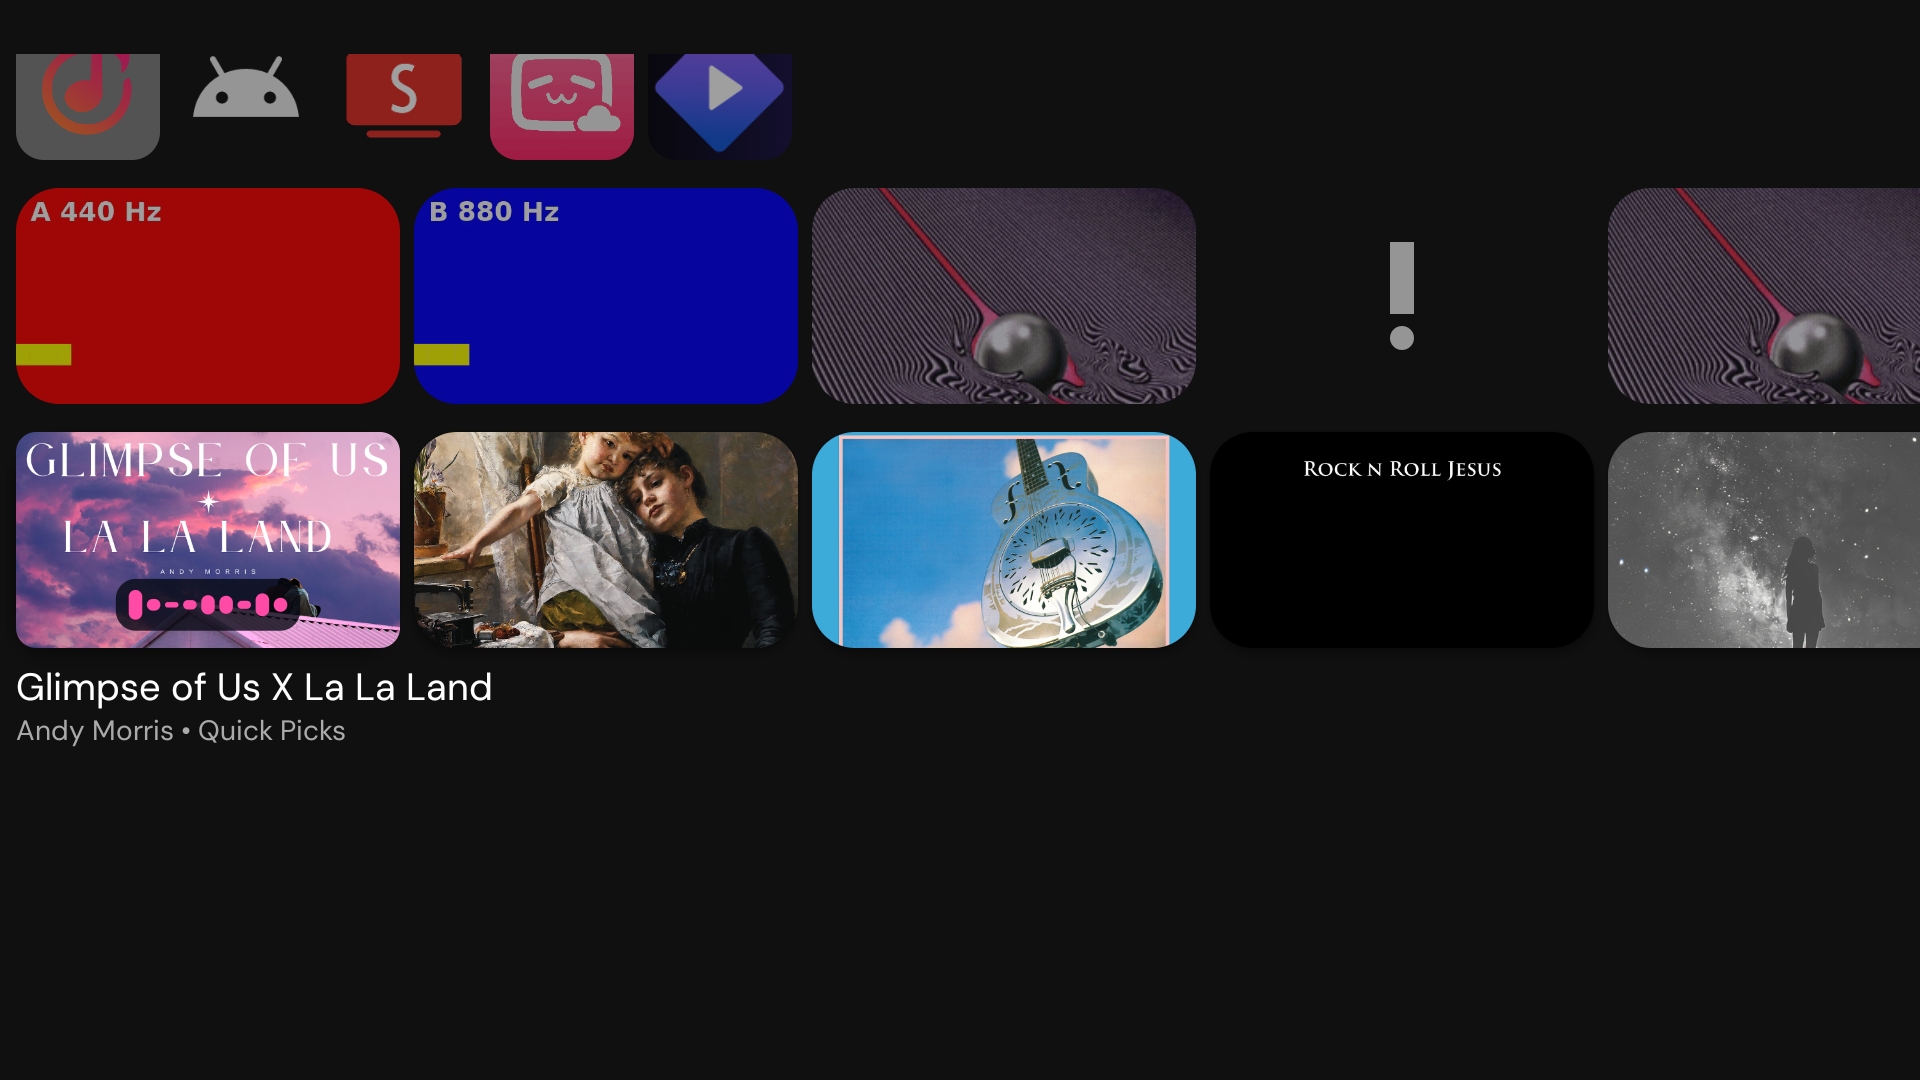 S
A 440 Hz
B 880 Hz
!
GLIMPSE OF US
LA LA LAND
ANDY MORRIS
ROCK N ROLL JESUS
Glimpse of Us X La La Land
Andy Morris • Quick Picks